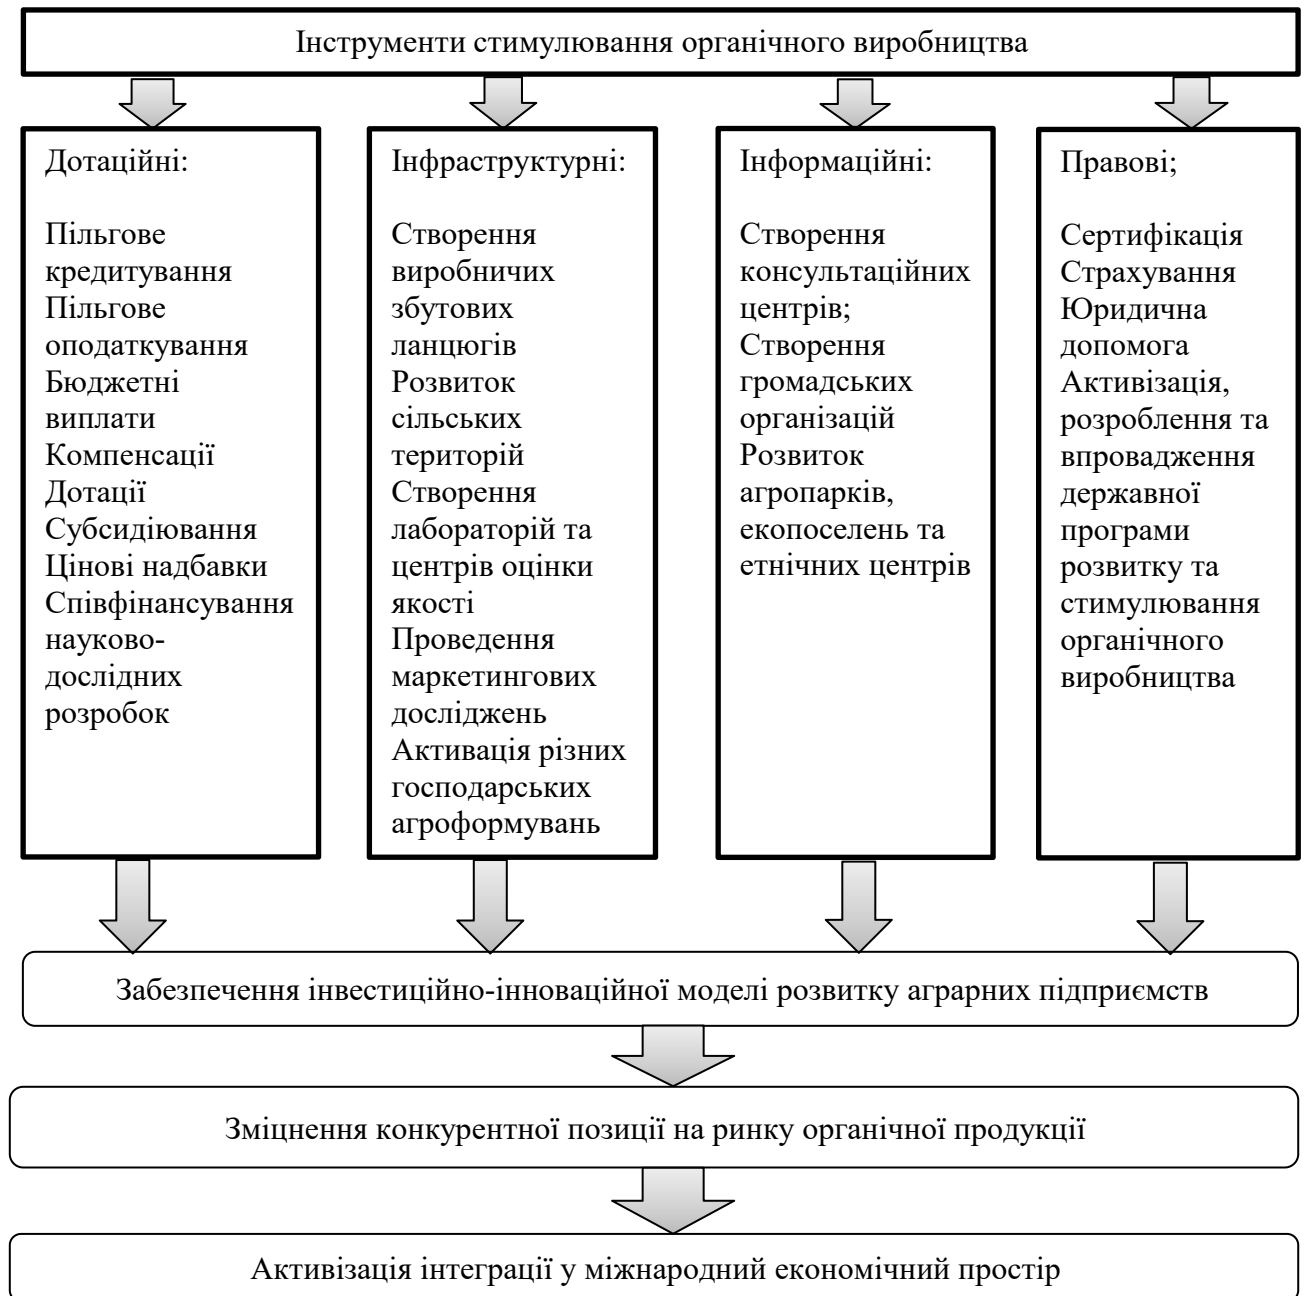 Інструменти стимулювання органічного виробництва
Дотаційні:
Пільгове
кредитування
Пільгове
оподаткування
Бюджетні
виплати
Компенсації
Дотації
Субсидіювання
Цінові надбавки
Співфінансування
науково-
дослідних
розробок
Інфраструктурні:
Створення
виробничих
збутових
ланцюгів
Розвиток
сільських
територій
Створення
лабораторій та
центрів оцінки
якості
Проведення
маркетингових
досліджень
Активація різних
господарських
агроформувань
Інформаційні:
Створення
консультаційних
центрів;
Створення
громадських
організацій
Розвиток
агропарків,
екопоселень та
етнічних центрів
Правові;
Сертифікація
Страхування
Юридична
допомога
Активізація,
розроблення та
впровадження
державної
програми
розвитку та
стимулювання
органічного
виробництва
Забезпечення інвестиційно-інноваційної моделі розвитку аграрних підприємств
Зміцнення конкурентної позиції на ринку органічної продукції
Активізація інтеграції у міжнародний економічний простір